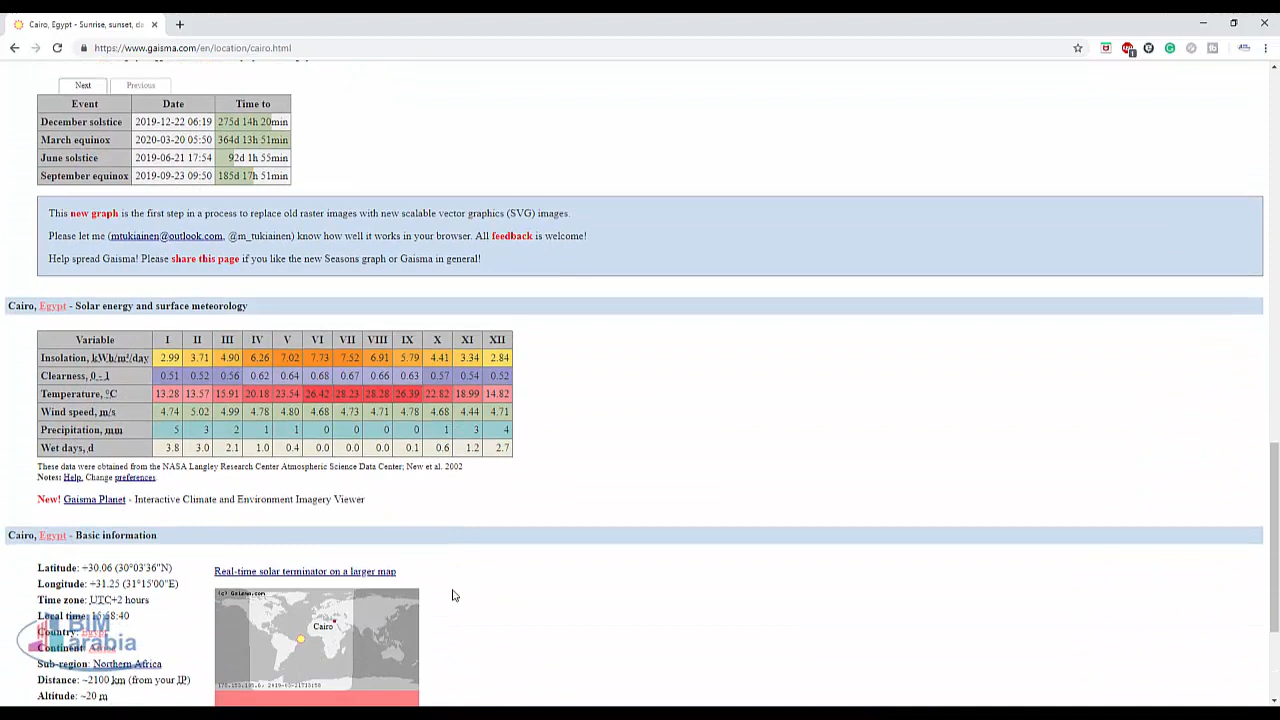 Cairo, Egypt - Sunrise, sunset, da
https://www.gaisma.com/en/location/cairo.html
Next Previous
Event Date Time to
December solstice 2019-12-22 06:19 275d 14h 20min
March equinox 2020-03-20 05:50 364d 13h 51min
June solstice 2019-06-21 17:54 92d 1h 55min
September equinox 2019-09-23 09:50 185d 17h 51min
This new graph is the first step in a process to replace old raster images with new scalable vector graphics (SVG) images.
Please let me (mtukiainen@outlook.com, @m_tukiainen) know how well it works in your browser. All feedback is welcome!
Help spread Gaisma! Please share this page if you like the new Seasons graph or Gaisma in general!
Cairo, Egypt - Solar energy and surface meteorology
Variable I II III IV V VI VII VIII IX X XI XII
Insolation, kWh/m²/day 2.99 3.71 4.90 6.26 7.02 7.73 7.52 6.91 5.79 4.41 3.34 2.84
Clearness, 0 - 1 0.51 0.52 0.56 0.62 0.64 0.68 0.67 0.66 0.63 0.57 0.54 0.52
Temperature, °C 13.28 13.57 15.91 20.18 23.54 26.42 28.23 28.28 26.39 22.82 18.99 14.82
Wind speed, m/s 4.74 5.02 4.99 4.78 4.80 4.68 4.73 4.71 4.78 4.68 4.44 4.71
Precipitation, mm 5 3 2 1 1 0 0 0 0 1 3 4
Wet days, d 3.8 3.0 2.1 1.0 0.4 0.0 0.0 0.0 0.1 0.6 1.2 2.7
These data were obtained from the NASA Langley Research Center Atmospheric Science Data Center; New et al. 2002
Notes: Help, Change preferences.
New! Gaisma Planet - Interactive Climate and Environment Imagery Viewer
Cairo, Egypt - Basic information
Latitude: +30.06 (30°03'36"N)
Longitude: +31.25 (31°15'00"E)
Time zone: UTC+2 hours
Local time: 15:58:40
Country: Egypt
Continent: Africa
Sub-region: Northern Africa
Distance: ~2100 km (from your IP)
Altitude: ~20 m
Real-time solar terminator on a larger map
(c) Gaisma.com
Cairo
BIM
arabia